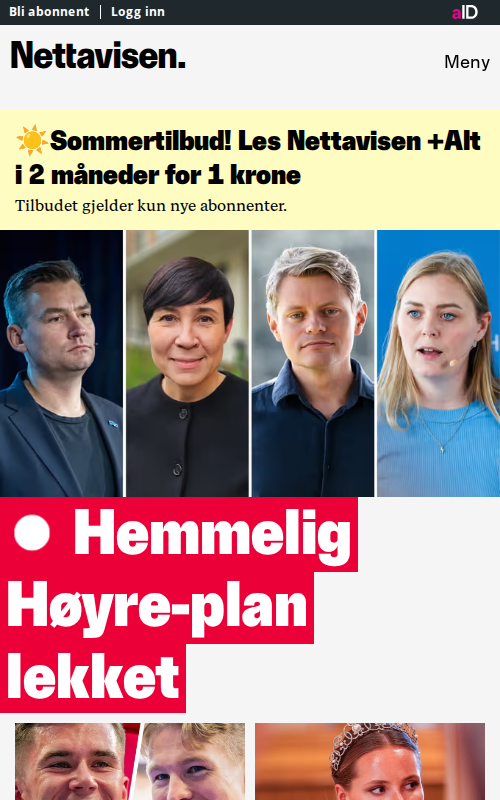 Bli abonnent
Logg inn
aID
Nettavisen.
Meny
Sommertilbud! Les Nettavisen +Alt
i 2 måneder for 1 krone
Tilbudet gjelder kun nye abonnenter.
Hemmelig
Høyre-plan
lekket